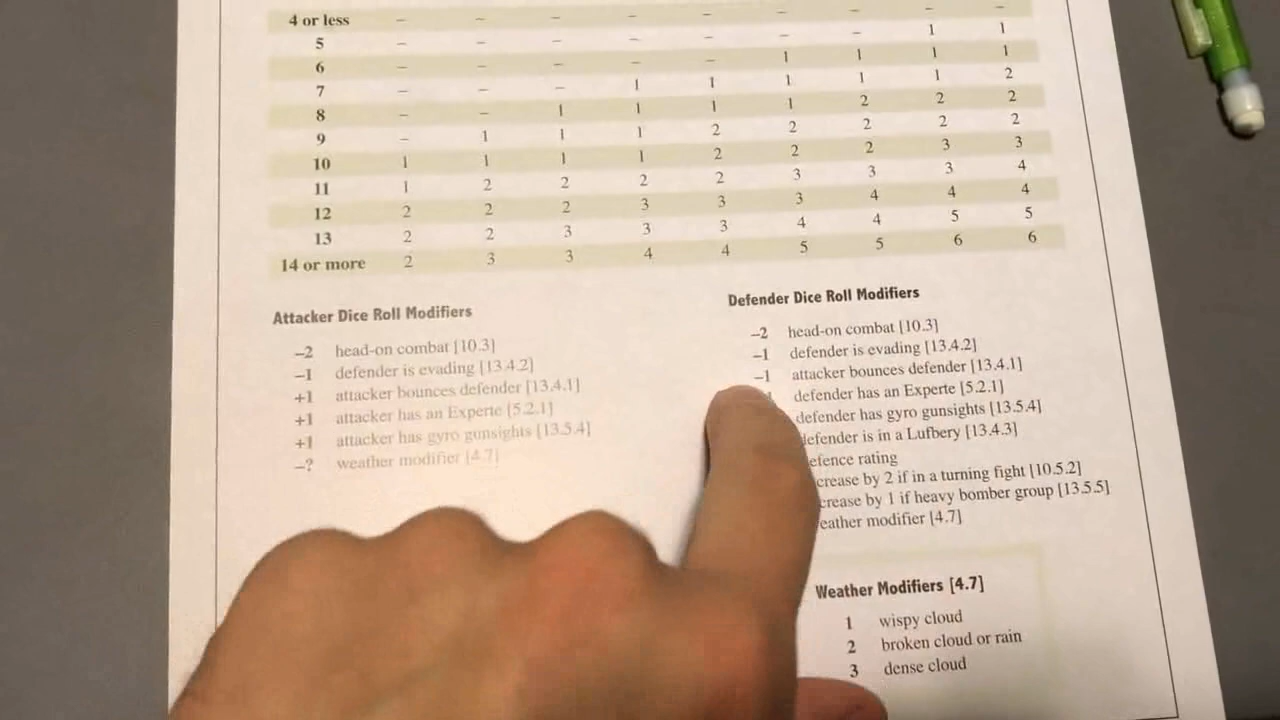 4 or less – – – – – – – – –
5 – – – – – – – 1 1
6 – – – – – 1 1 1 1
7 – – – 1 1 1 1 1 2
8 – – 1 1 1 1 2 2 2
9 – 1 1 1 2 2 2 2 2
10 1 1 1 1 2 2 2 3 3
11 1 2 2 2 2 3 3 3 4
12 2 2 2 3 3 3 4 4 4
13 2 2 3 3 3 4 4 5 5
14 or more 2 3 3 4 4 5 5 6 6
Attacker Dice Roll Modifiers
–2 head-on combat [10.3]
–1 defender is evading [13.4.2]
+1 attacker bounces defender [13.4.1]
+1 attacker has an Experte [5.2.1]
+1 attacker has gyro gunsights [13.5.4]
–? weather modifier [4.7]
Defender Dice Roll Modifiers
–2 head-on combat [10.3]
–1 defender is evading [13.4.2]
–1 attacker bounces defender [13.4.1]
defender has an Experte [5.2.1]
defender has gyro gunsights [13.5.4]
defender is in a Lufbery [13.4.3]
efence rating
crease by 2 if in a turning fight [10.5.2]
crease by 1 if heavy bomber group [13.5.5]
eather modifier [4.7]
Weather Modifiers [4.7]
1 wispy cloud
2 broken cloud or rain
3 dense cloud